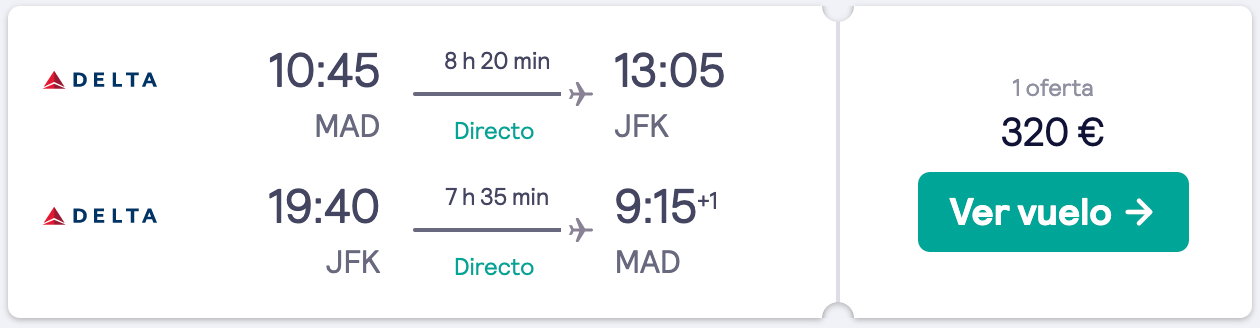 DELTA
10:45
8 h 20 min
13:05
MAD
Directo
JFK
DELTA
19:40
7 h 35 min
9:15+1
JFK
Directo
MAD
1 oferta
320 €
Ver vuelo →